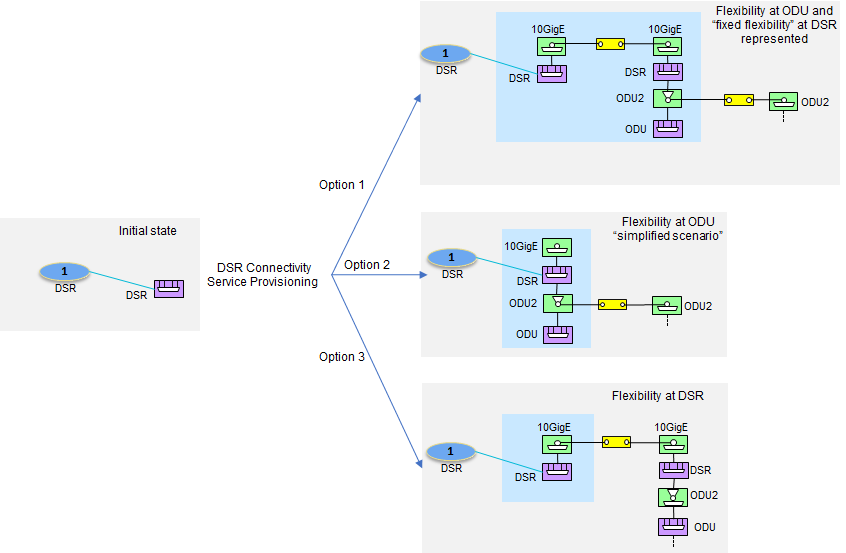 Flexibility at ODU and
“fixed flexibility” at DSR
represented
10GigE
10GigE
1
DSR
DSR
DSR
ODU2
ODU2
ODU
Option 1
Initial state
1
DSR
DSR
DSR Connectivity
Service Provisioning
Option 2
Flexibility at ODU
“simplified scenario”
10GigE
1
DSR
DSR
ODU2
ODU2
ODU
Option 3
Flexibility at DSR
10GigE
10GigE
1
DSR
DSR
DSR
ODU2
ODU